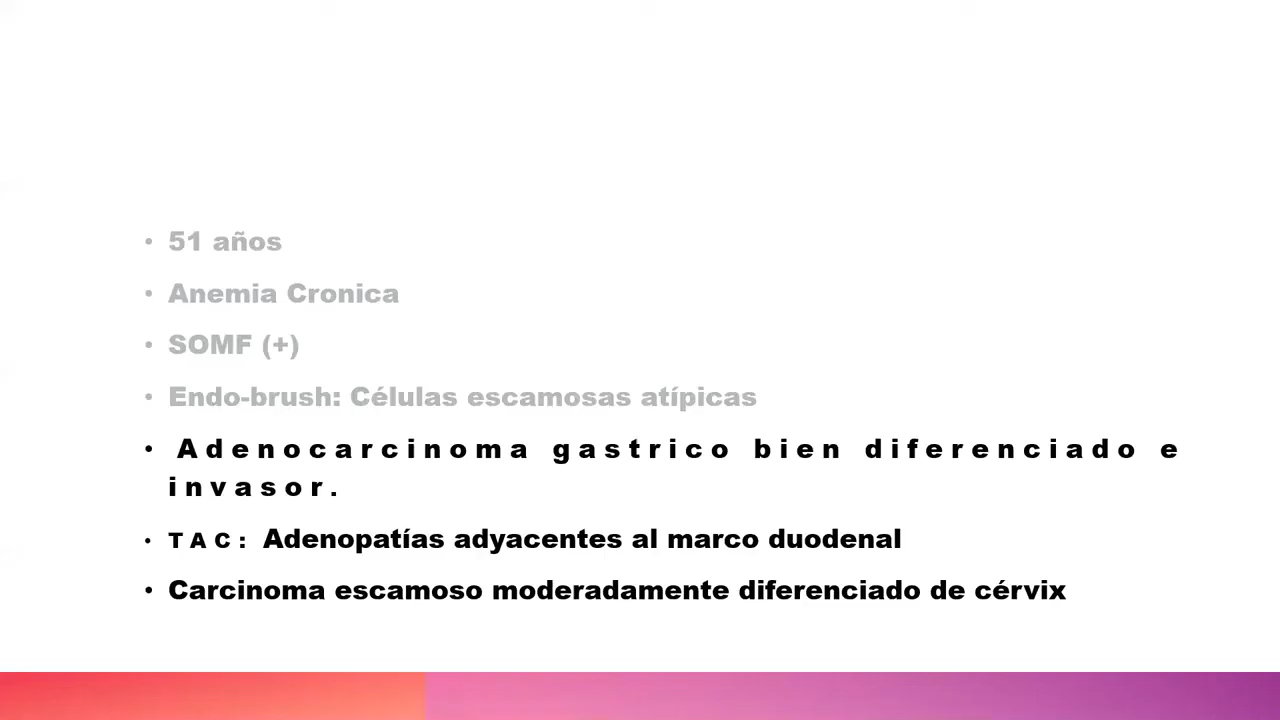 • 51 años
• Anemia Cronica
• SOMF (+)
• Endo-brush: Células escamosas atípicas
• Adenocarcinoma gastrico bien diferenciado e
invasor.
• TAC: Adenopatías adyacentes al marco duodenal
• Carcinoma escamoso moderadamente diferenciado de cérvix